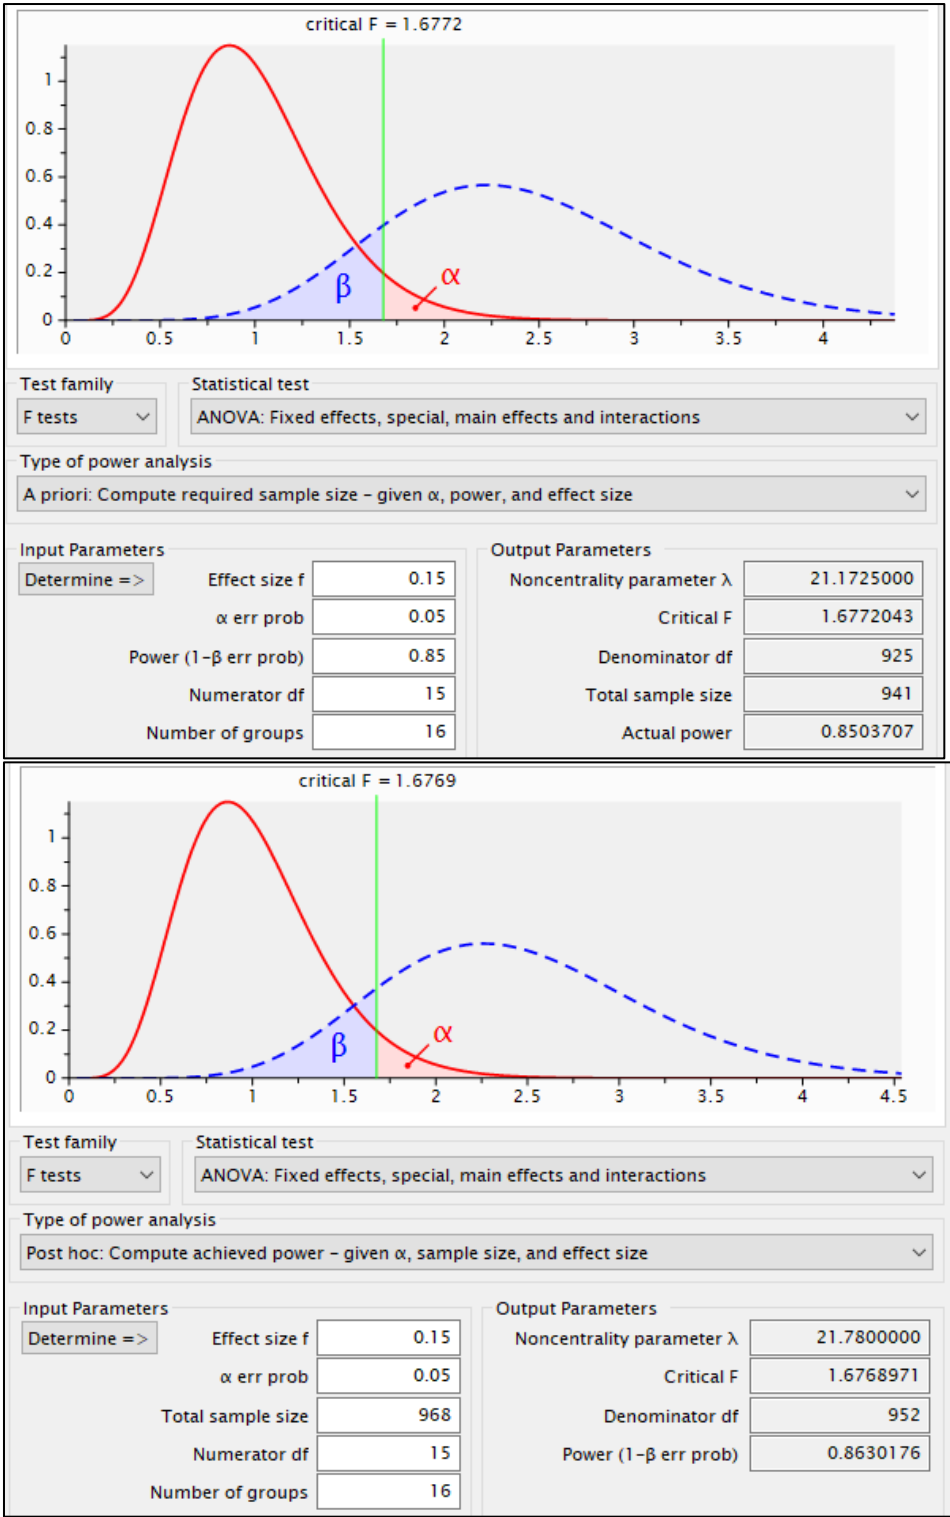 critical F = 1.6772
1
0.8
0.6
0.4
0.2
0
β
α
0 0.5 1 1.5 2 2.5 3 3.5 4
Test family
Statistical test
F tests
ANOVA: Fixed effects, special, main effects and interactions
Type of power analysis
A priori: Compute required sample size – given α, power, and effect size
Input Parameters
Output Parameters
Determine =>
Effect size f 0.15
Noncentrality parameter λ 21.1725000
α err prob 0.05
Critical F 1.6772043
Power (1–β err prob) 0.85
Denominator df 925
Numerator df 15
Total sample size 941
Number of groups 16
Actual power 0.8503707
critical F = 1.6769
1
0.8
0.6
0.4
0.2
0
β
α
0 0.5 1 1.5 2 2.5 3 3.5 4 4.5
Test family
Statistical test
F tests
ANOVA: Fixed effects, special, main effects and interactions
Type of power analysis
Post hoc: Compute achieved power – given α, sample size, and effect size
Input Parameters
Output Parameters
Determine =>
Effect size f 0.15
Noncentrality parameter λ 21.7800000
α err prob 0.05
Critical F 1.6768971
Total sample size 968
Denominator df 952
Numerator df 15
Power (1–β err prob) 0.8630176
Number of groups 16